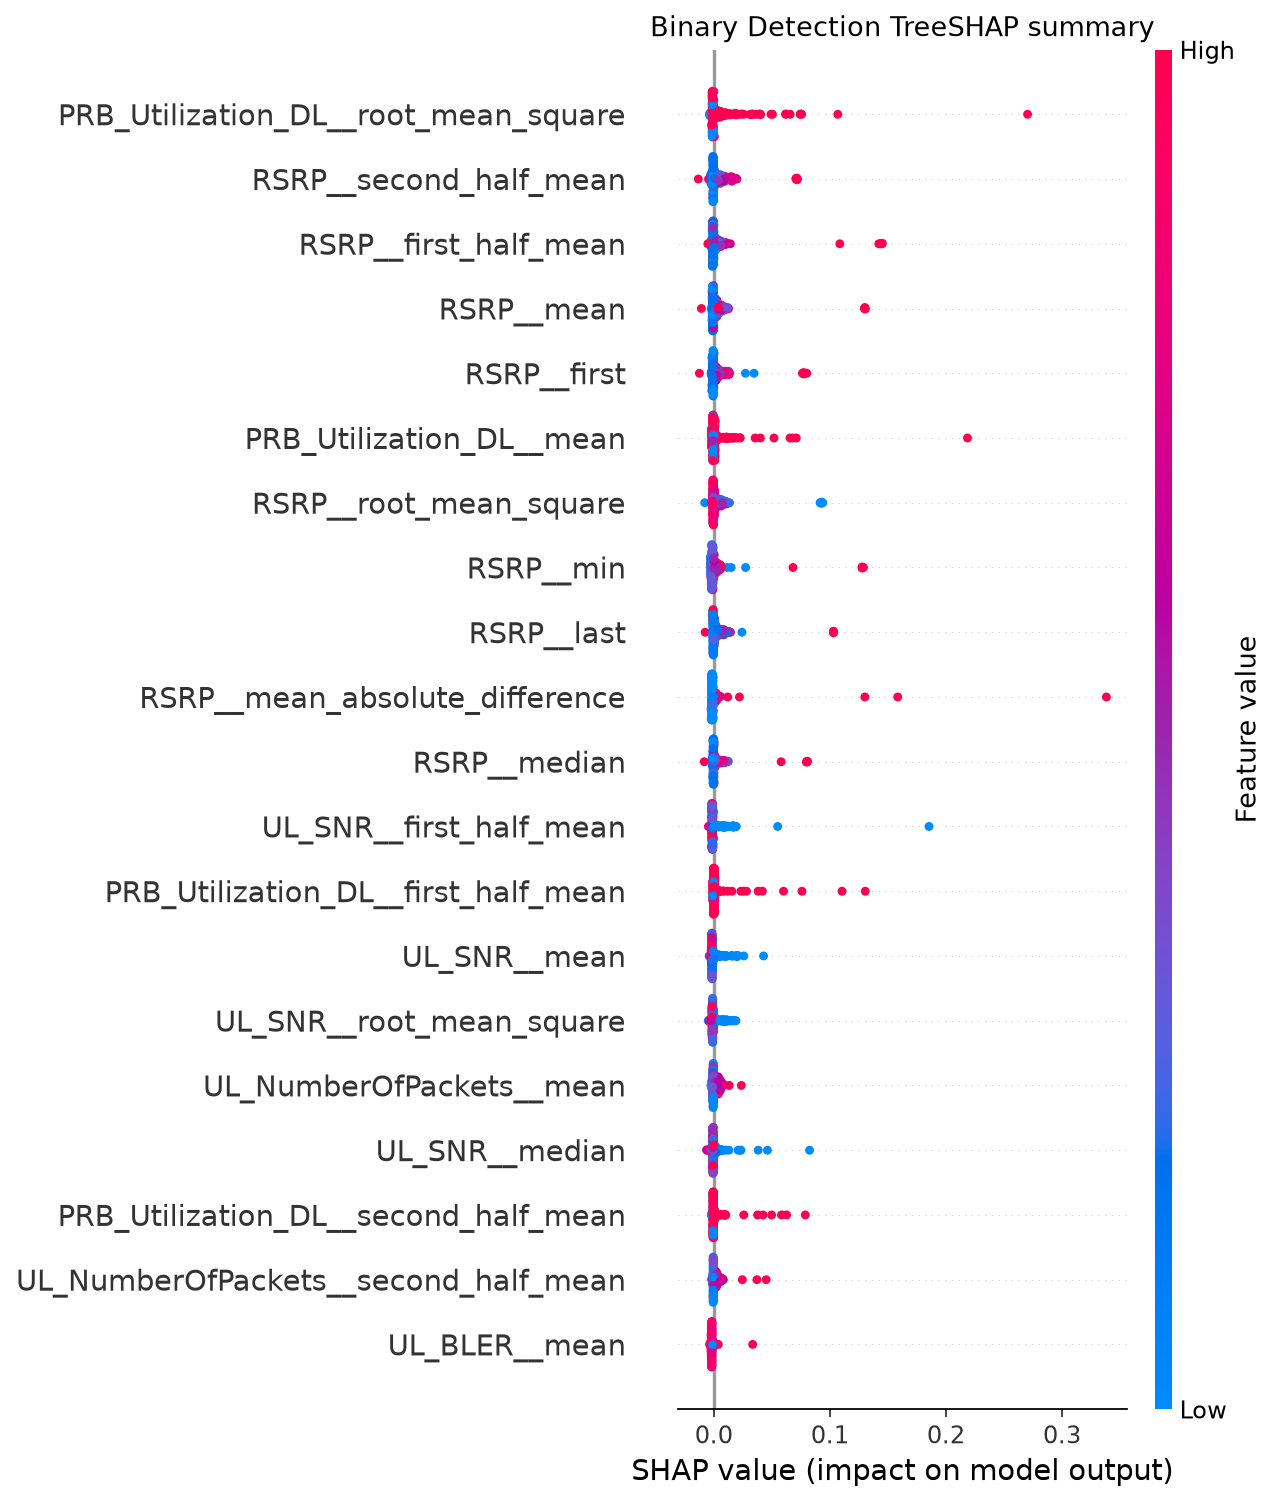 Binary Detection TreeSHAP summary
High
PRB_Utilization_DL__root_mean_square
RSRP__second_half_mean
RSRP__first_half_mean
RSRP__mean
RSRP__first
PRB_Utilization_DL__mean
RSRP__root_mean_square
RSRP__min
RSRP__last
RSRP__mean_absolute_difference
RSRP__median
UL_SNR__first_half_mean
PRB_Utilization_DL__first_half_mean
UL_SNR__mean
UL_SNR__root_mean_square
UL_NumberOfPackets__mean
UL_SNR__median
PRB_Utilization_DL__second_half_mean
UL_NumberOfPackets__second_half_mean
UL_BLER__mean
Feature value
Low
0.0 0.1 0.2 0.3
SHAP value (impact on model output)